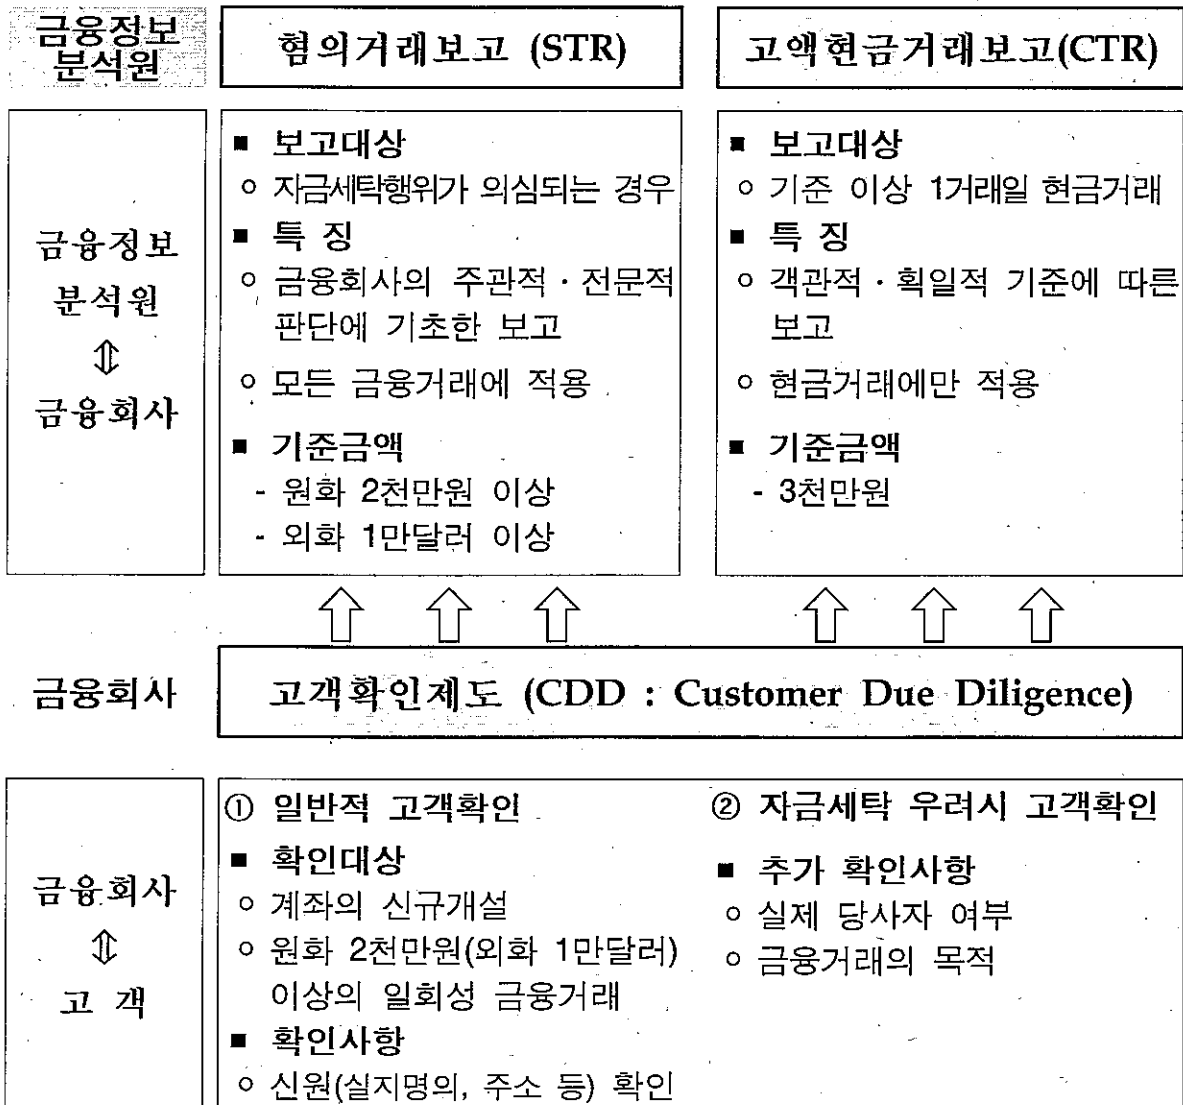 금융정보
분석원
혐의거래보고 (STR)
고액현금거래보고(CTR)
금융정보
분석원
⇕
금융회사
■ 보고대상
○ 자금세탁행위가 의심되는 경우
■ 특 징
○ 금융회사의 주관적·전문적
판단에 기초한 보고
○ 모든 금융거래에 적용
■ 기준금액
- 원화 2천만원 이상
- 외화 1만달러 이상
■ 보고대상
○ 기준 이상 1거래일 현금거래
■ 특 징
○ 객관적·획일적 기준에 따른
보고
○ 현금거래에만 적용
■ 기준금액
- 3천만원
금융회사
고객확인제도 (CDD : Customer Due Diligence)
금융회사
⇕
고 객
① 일반적 고객확인
■ 확인대상
○ 계좌의 신규개설
○ 원화 2천만원(외화 1만달러)
이상의 일회성 금융거래
■ 확인사항
○ 신원(실지명의, 주소 등) 확인
② 자금세탁 우려시 고객확인
■ 추가 확인사항
○ 실제 당사자 여부
○ 금융거래의 목적